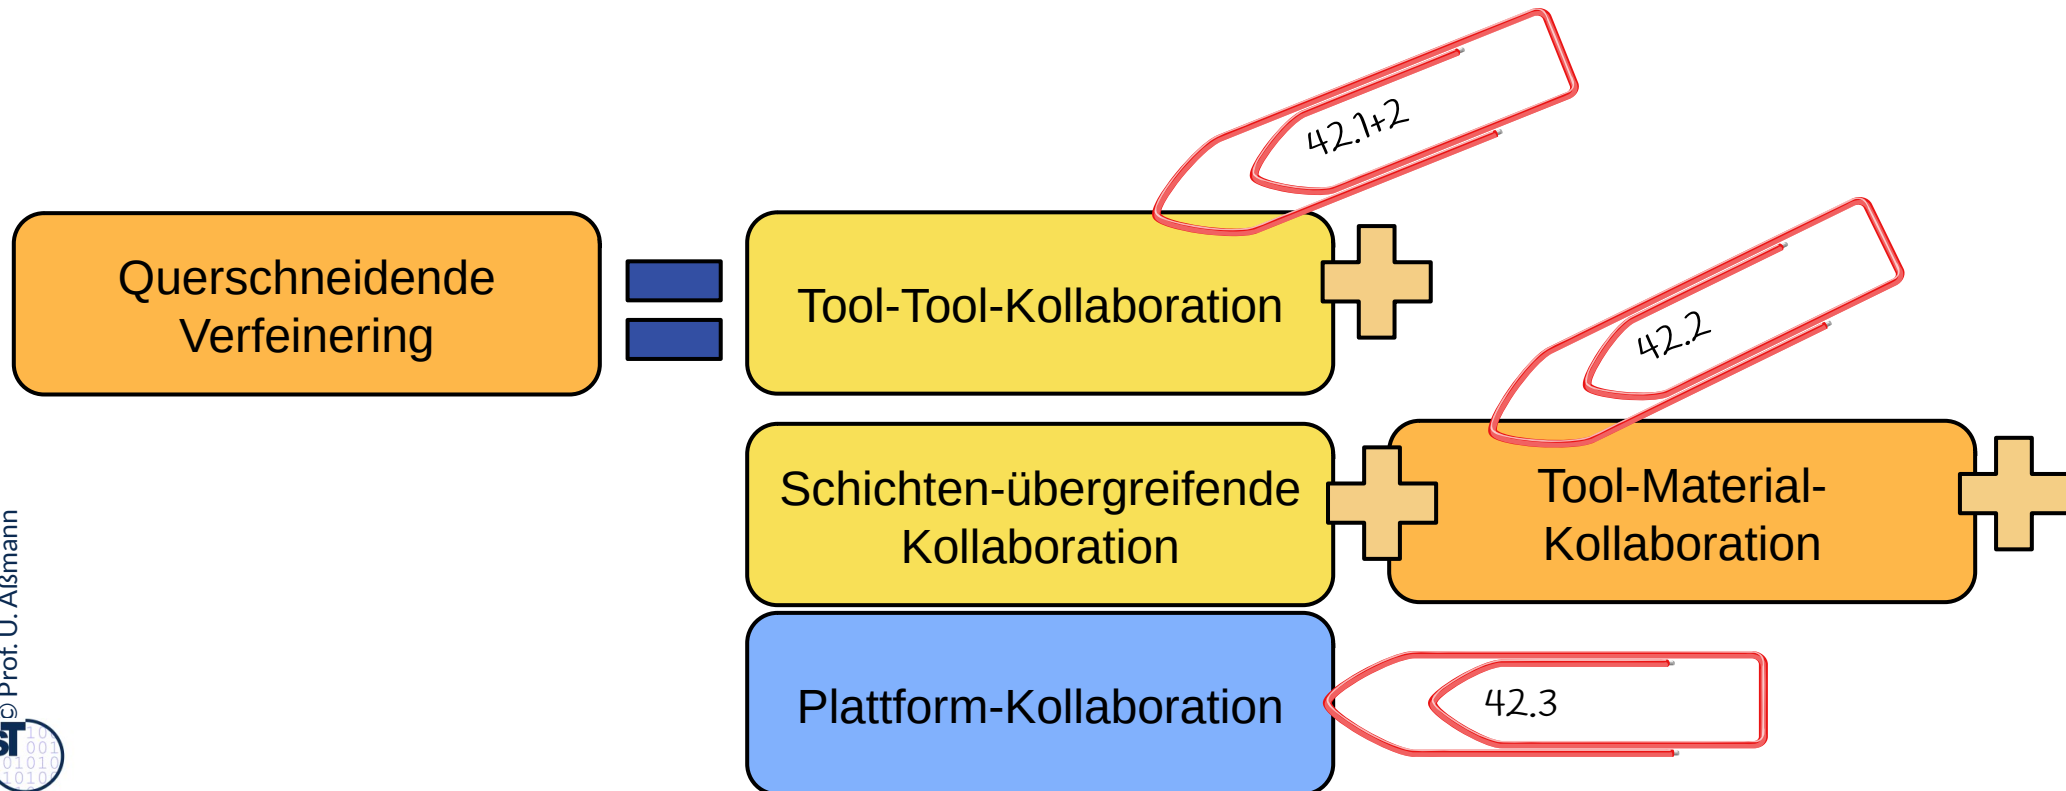 42.1+2
Querschneidende
Verfeinering
Tool-Tool-Kollaboration
42.2
Schichten-übergreifende
Kollaboration
Tool-Material-
Kollaboration
Plattform-Kollaboration
42.3
© Prof. U. Aßmann
ST